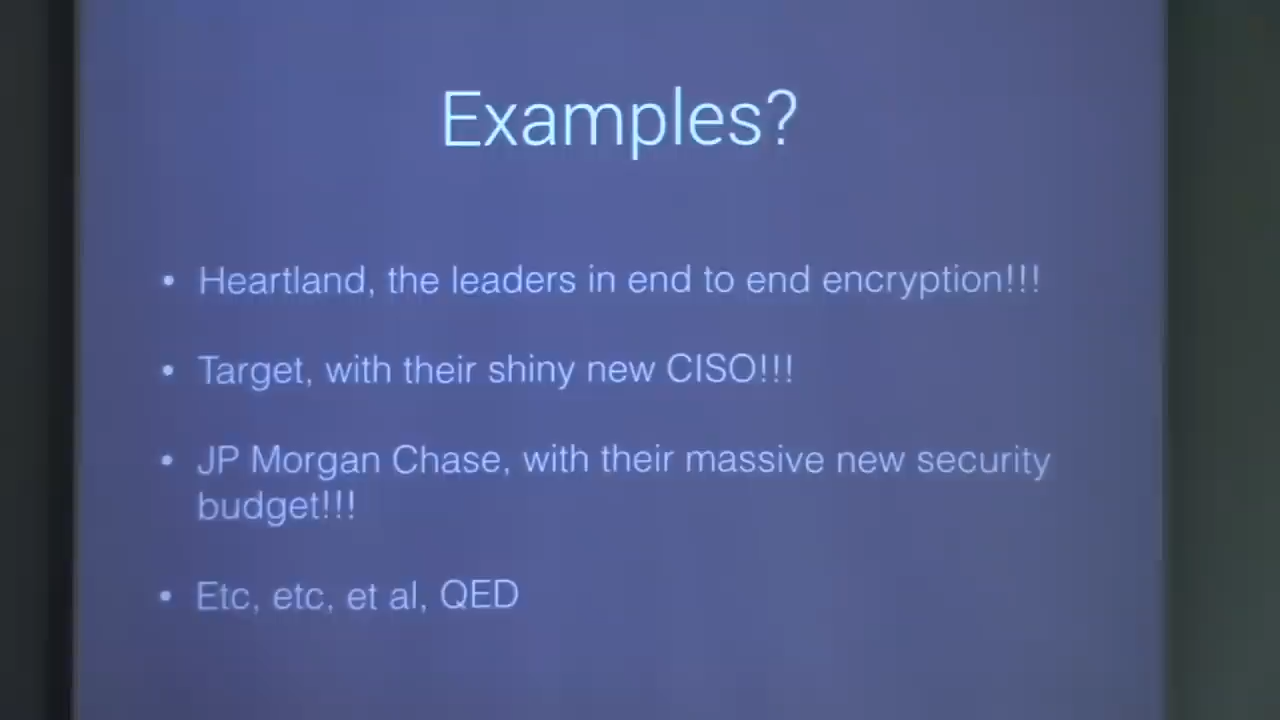 Examples?
• Heartland, the leaders in end to end encryption!!!
• Target, with their shiny new CISO!!!
• JP Morgan Chase, with their massive new security
budget!!!
• Etc, etc, et al, QED